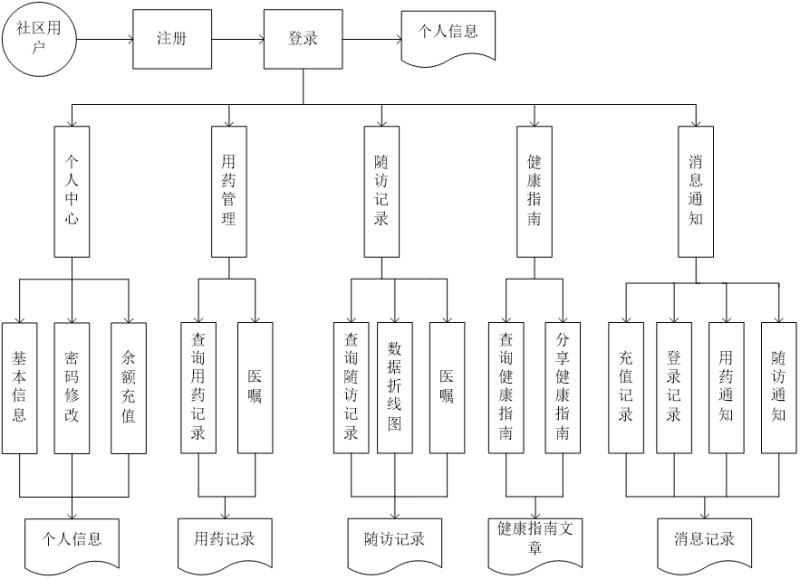 社区用
户
注册
登录
个人信息
个人中心
用药管理
随访记录
健康指南
消息通知
基本信息
密码修改
余额充值
查询用药记录
医嘱
查询随访记录
数据折线图
医嘱
查询健康指南
分享健康指南
充值记录
登录记录
用药通知
随访通知
个人信息
用药记录
随访记录
健康指南文
章
消息记录